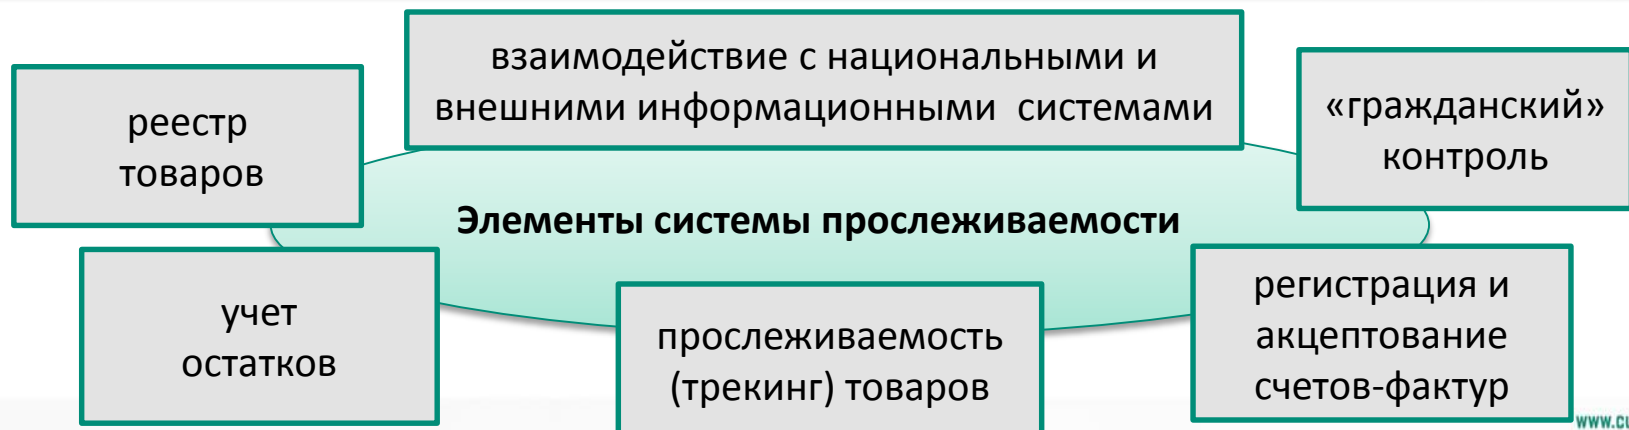 взаимодействие с национальными и
внешними информационными системами
реестр
товаров
«гражданский»
контроль
Элементы системы прослеживаемости
учет
остатков
прослеживаемость
(трекинг) товаров
регистрация и
акцептование
счетов-фактур